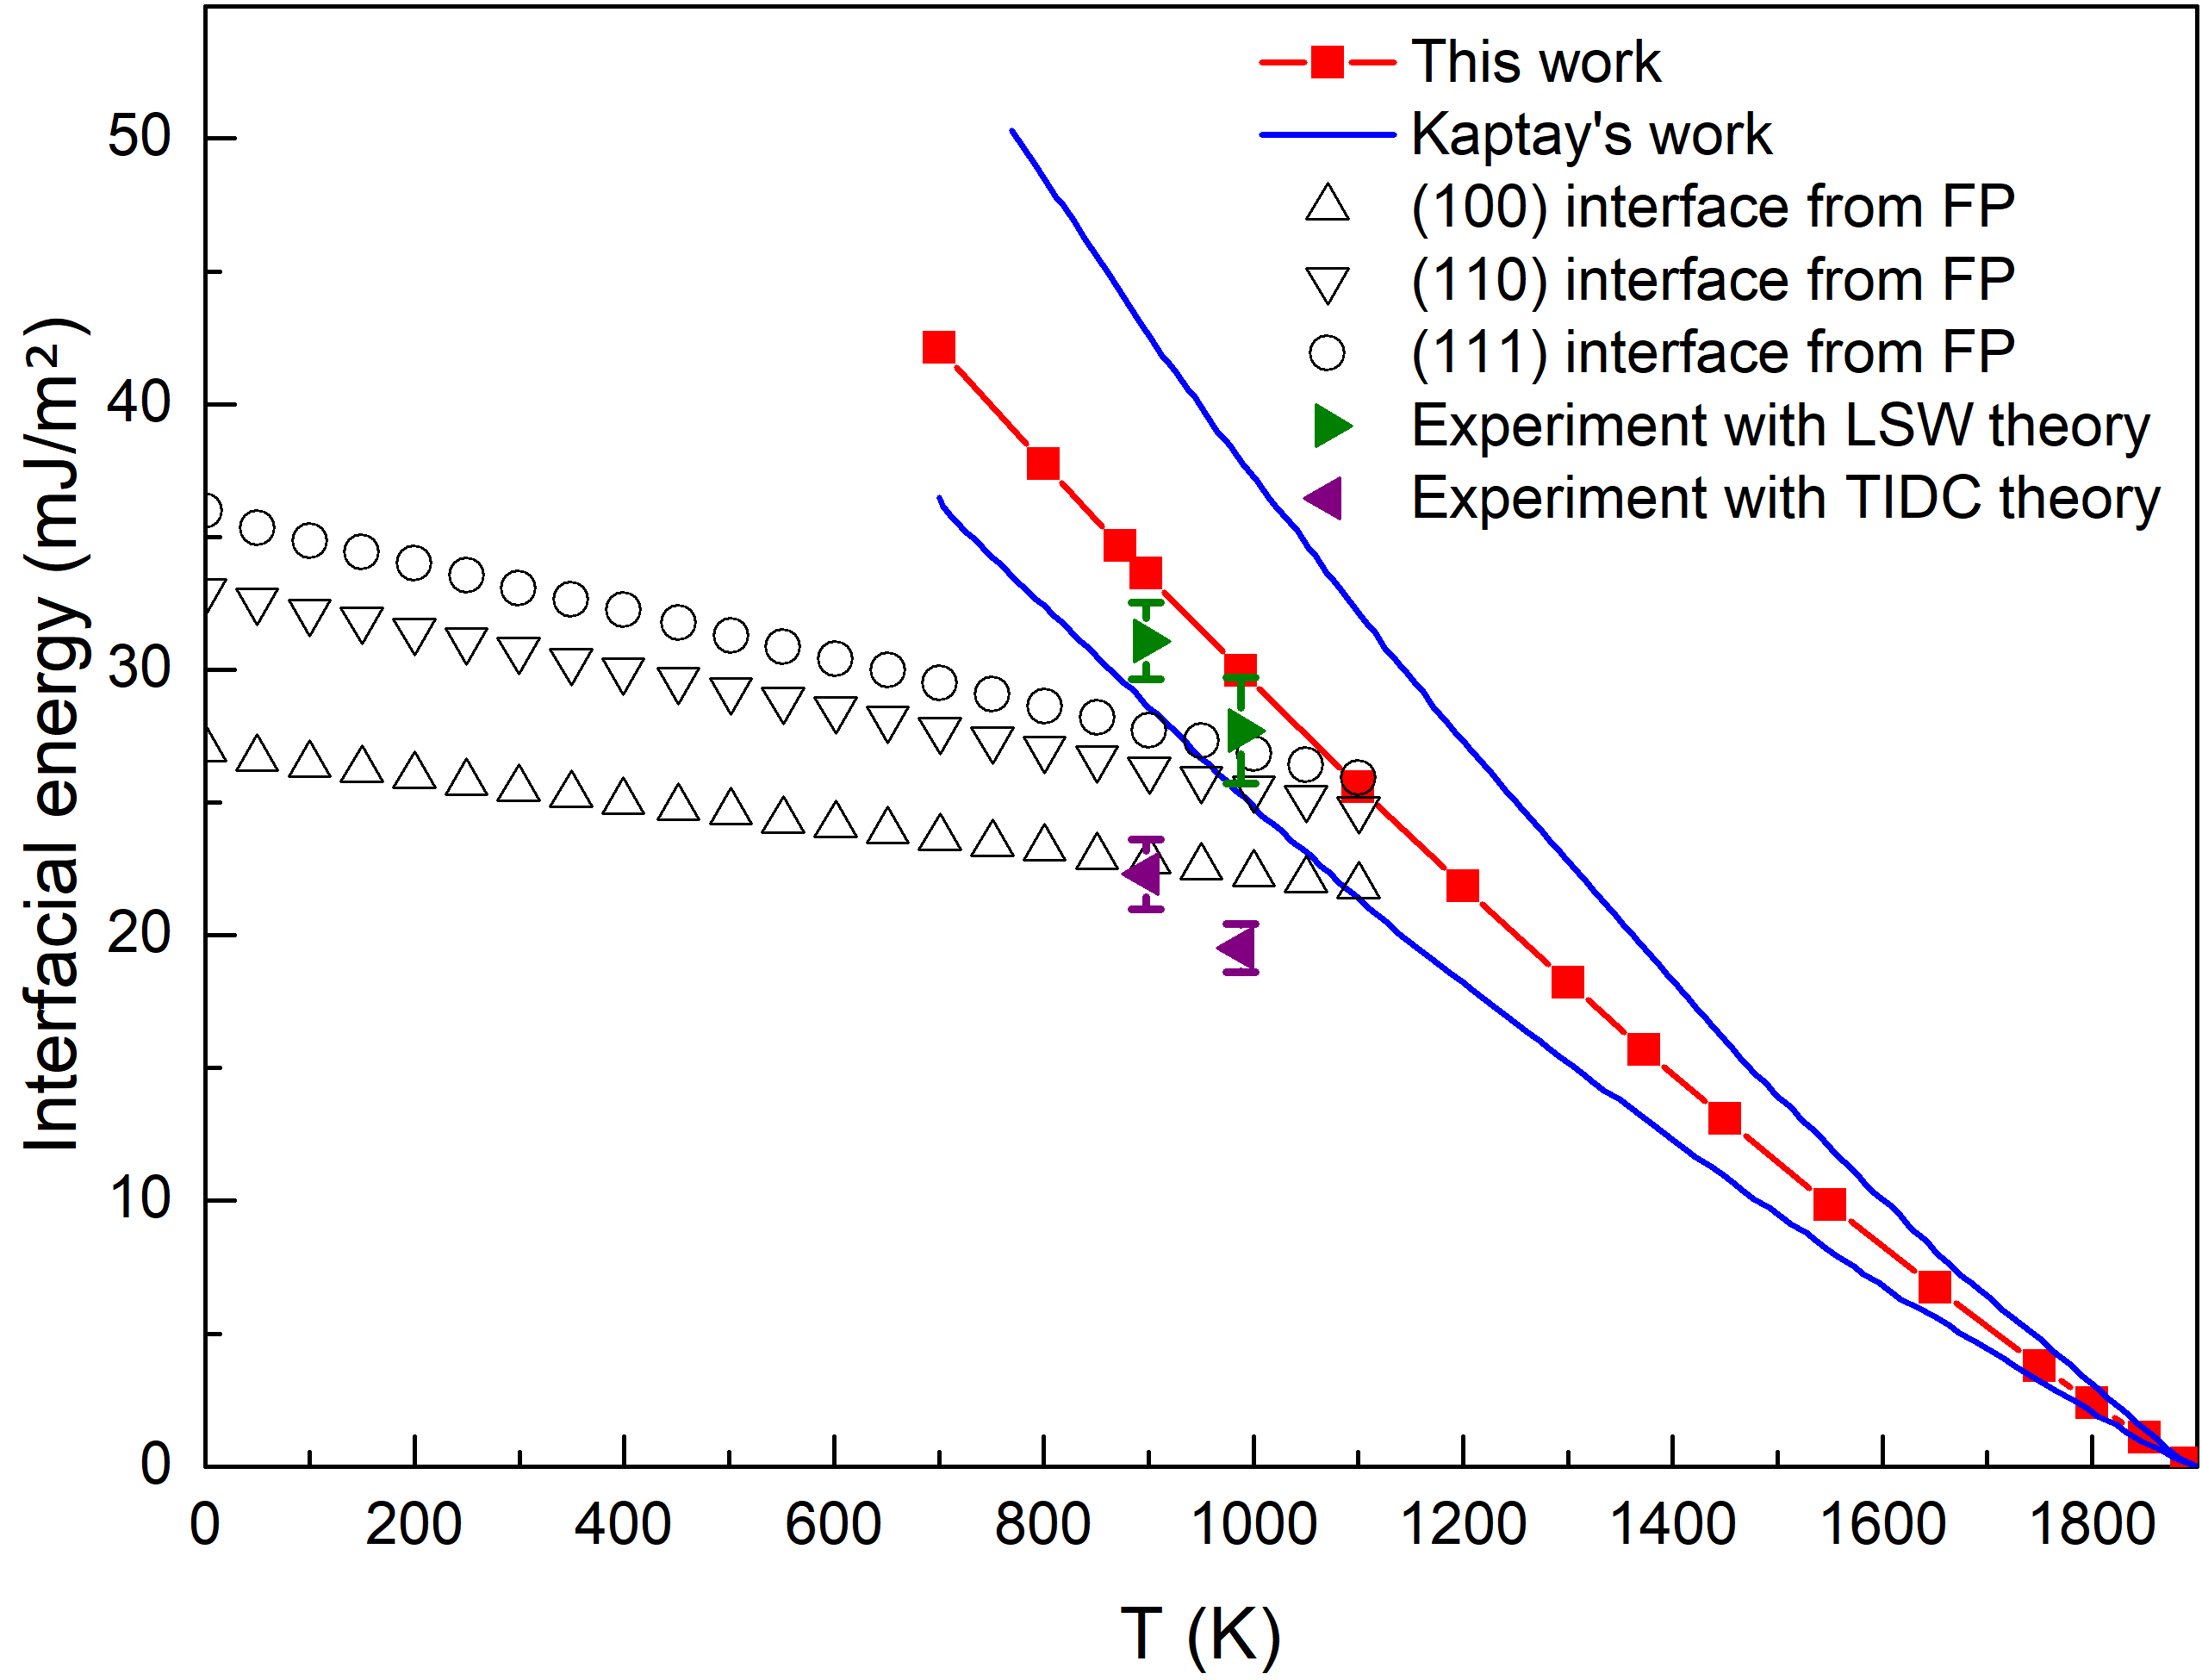 This work
Kaptay's work
(100) interface from FP
(110) interface from FP
(111) interface from FP
Experiment with LSW theory
Experiment with TIDC theory
Interfacial energy (mJ/m²)
50
40
30
20
10
0
0 200 400 600 800 1000 1200 1400 1600 1800
T (K)